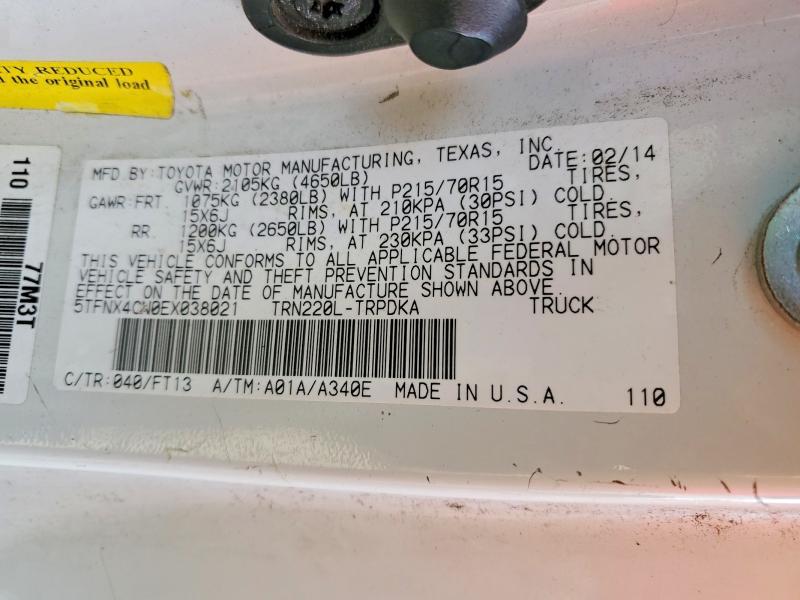 ITY REDUCED
the original load
110
77M3T
MFD BY:TOYOTA MOTOR MANUFACTURING, TEXAS, INC.
GVWR:2105KG (4650LB) DATE:02/14
GAWR:FRT. 1075KG (2380LB) WITH P215/70R15 TIRES,
15X6J RIMS, AT 210KPA (30PSI) COLD.
RR. 1200KG (2650LB) WITH P215/70R15 TIRES,
15X6J RIMS, AT 230KPA (33PSI) COLD.
THIS VEHICLE CONFORMS TO ALL APPLICABLE FEDERAL MOTOR
VEHICLE SAFETY AND THEFT PREVENTION STANDARDS IN
EFFECT ON THE DATE OF MANUFACTURE SHOWN ABOVE.
5TFNX4CN0EX038021 TRN220L-TRPDKA TRUCK
C/TR:040/FT13 A/TM:A01A/A340E MADE IN U.S.A. 110